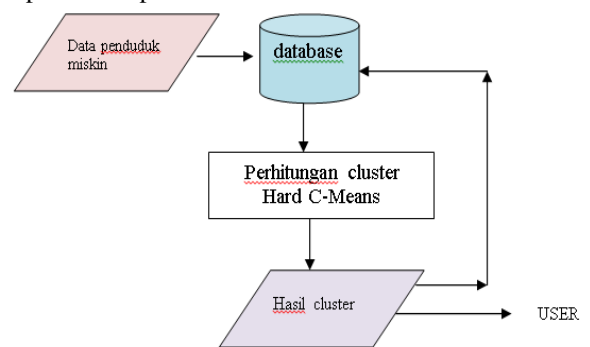 Data penduduk
miskin
database
Perhitungan cluster
Hard C-Means
Hasil cluster
USER